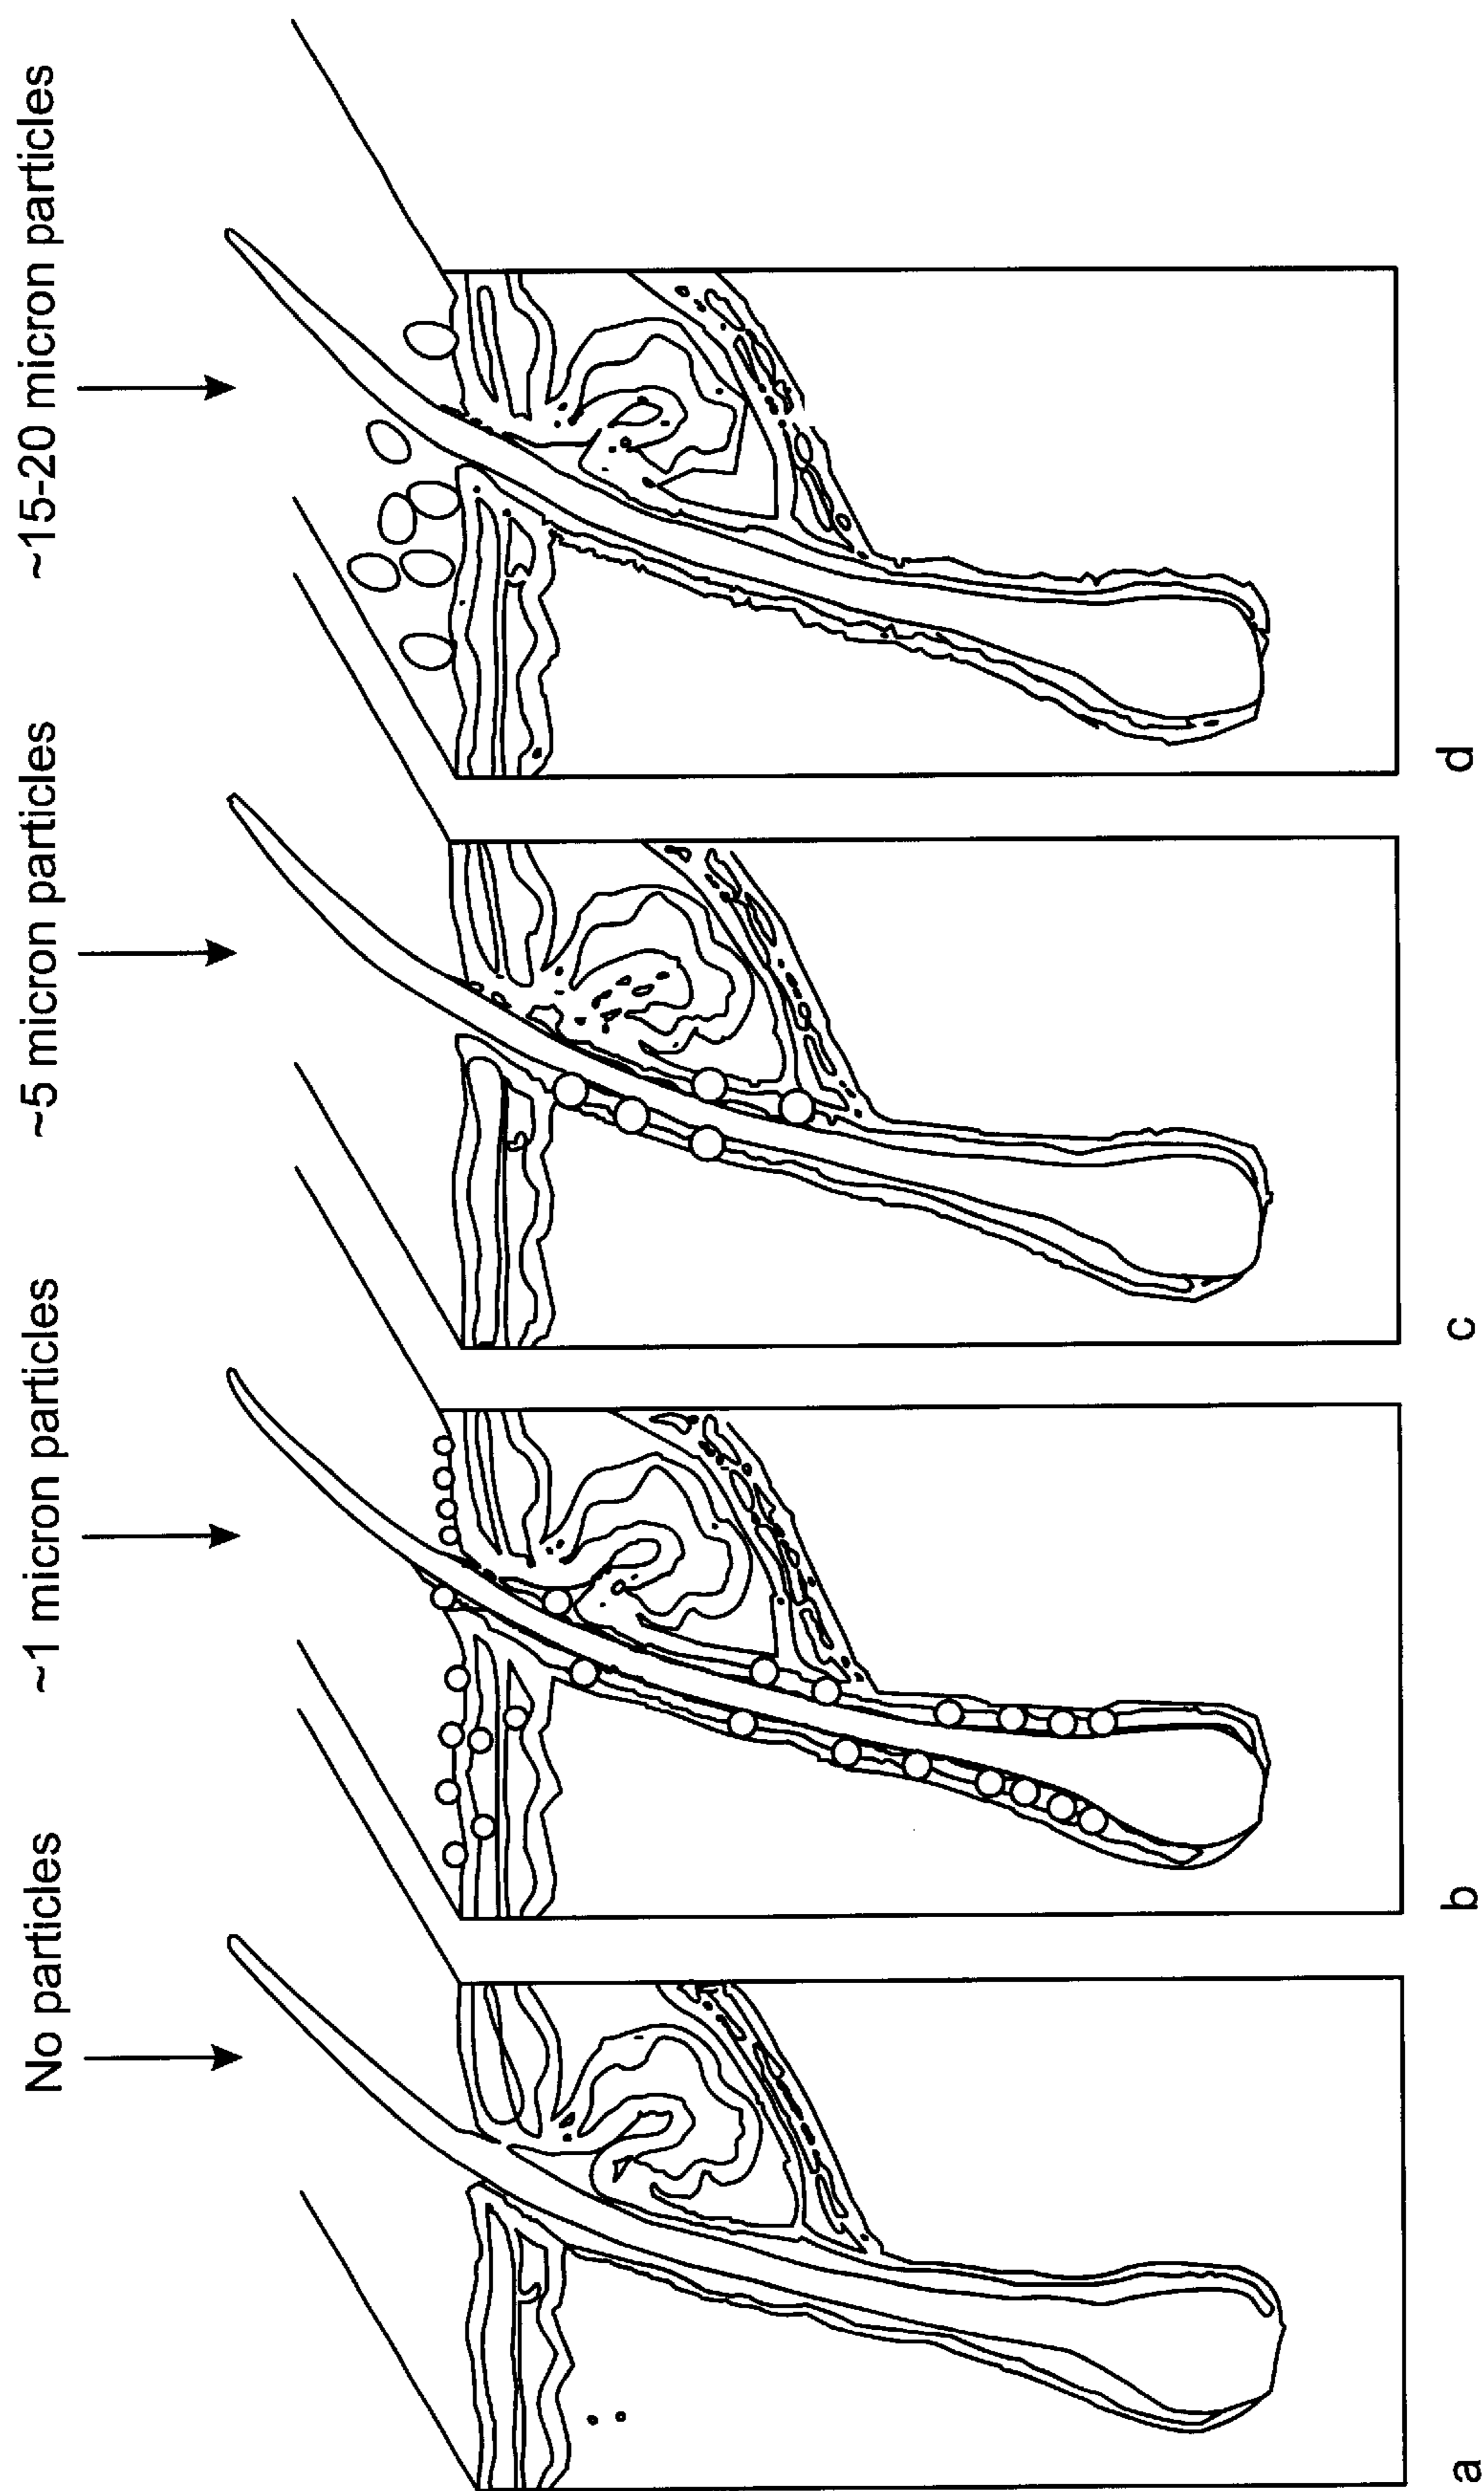 No particles
~1 micron particles
~5 micron particles
~15-20 micron particles
a
b
c
d